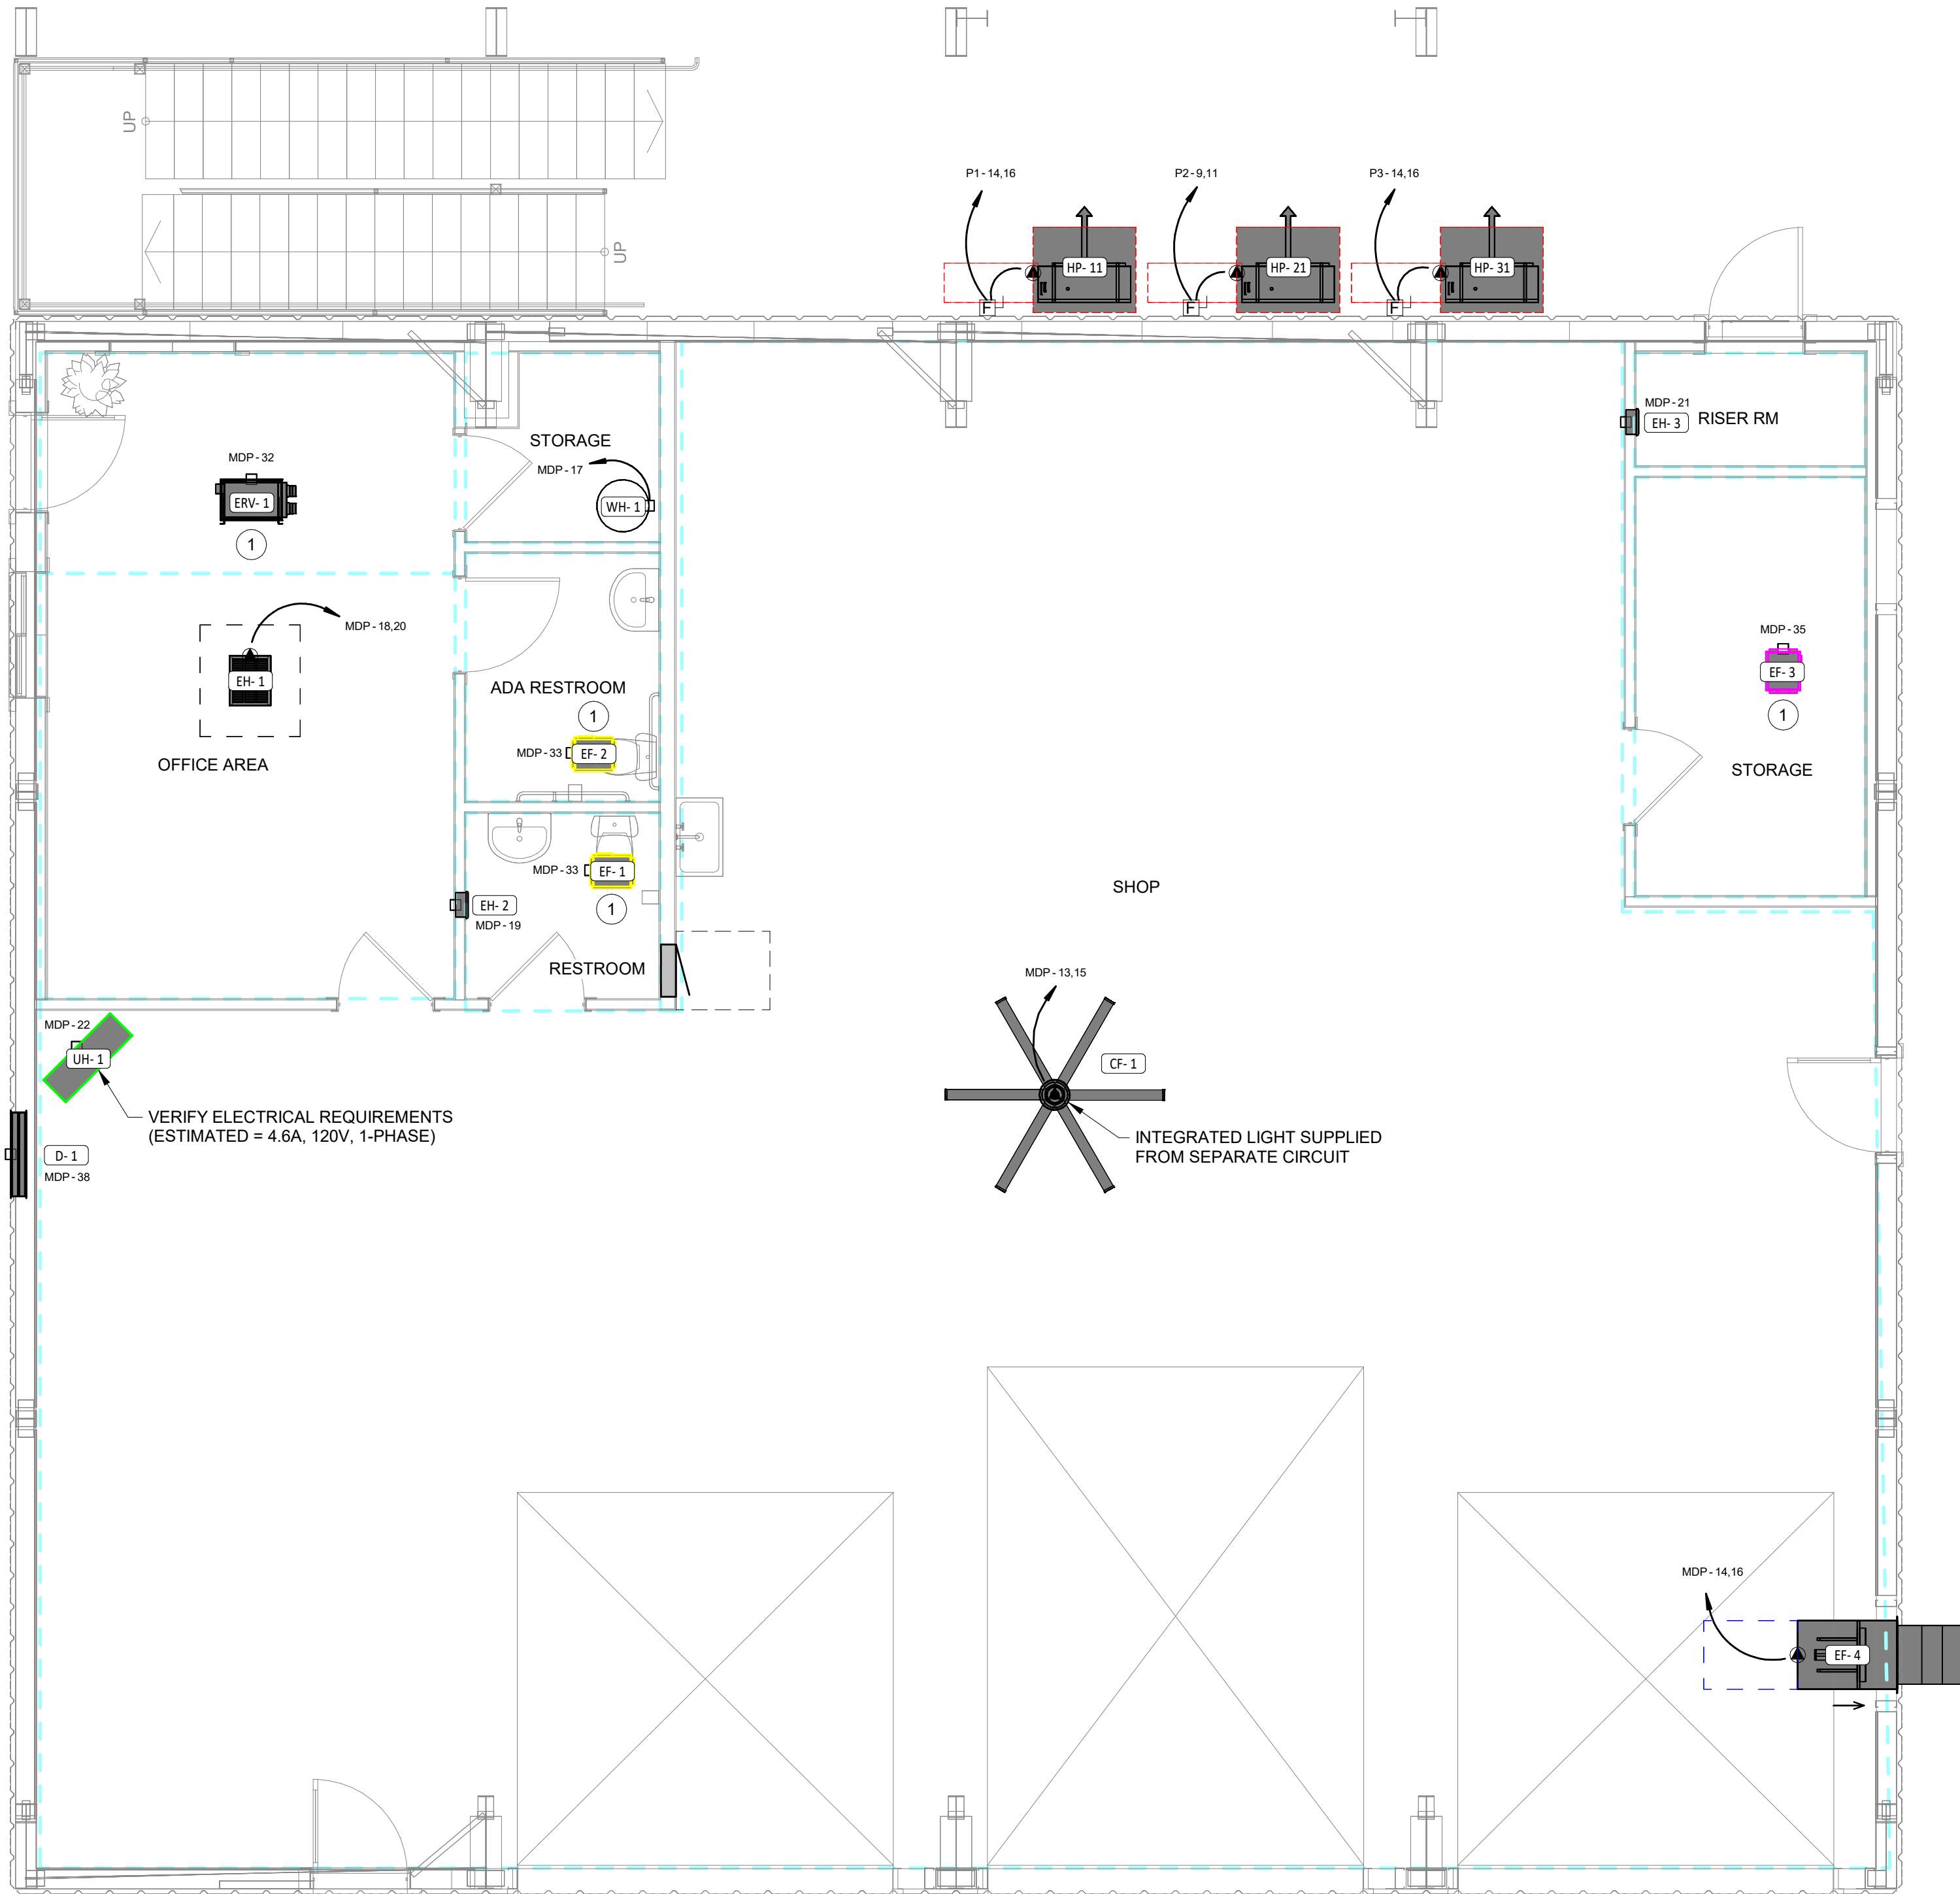 UP
UP
P1 - 14,16
P2 - 9,11
P3 - 14,16
HP- 11
HP- 21
HP- 31
F
F
F
MDP - 21
EH- 3
RISER RM
STORAGE
MDP - 17
WH- 1
MDP - 32
ERV- 1
1
MDP - 18,20
EH- 1
OFFICE AREA
ADA RESTROOM
1
MDP - 33
EF- 2
MDP - 35
EF- 3
1
STORAGE
MDP - 33
EF- 1
1
EH- 2
MDP - 19
RESTROOM
SHOP
MDP - 13,15
CF- 1
INTEGRATED LIGHT SUPPLIED
FROM SEPARATE CIRCUIT
MDP - 22
UH- 1
VERIFY ELECTRICAL REQUIREMENTS
(ESTIMATED = 4.6A, 120V, 1-PHASE)
D- 1
MDP - 38
MDP - 14,16
EF- 4